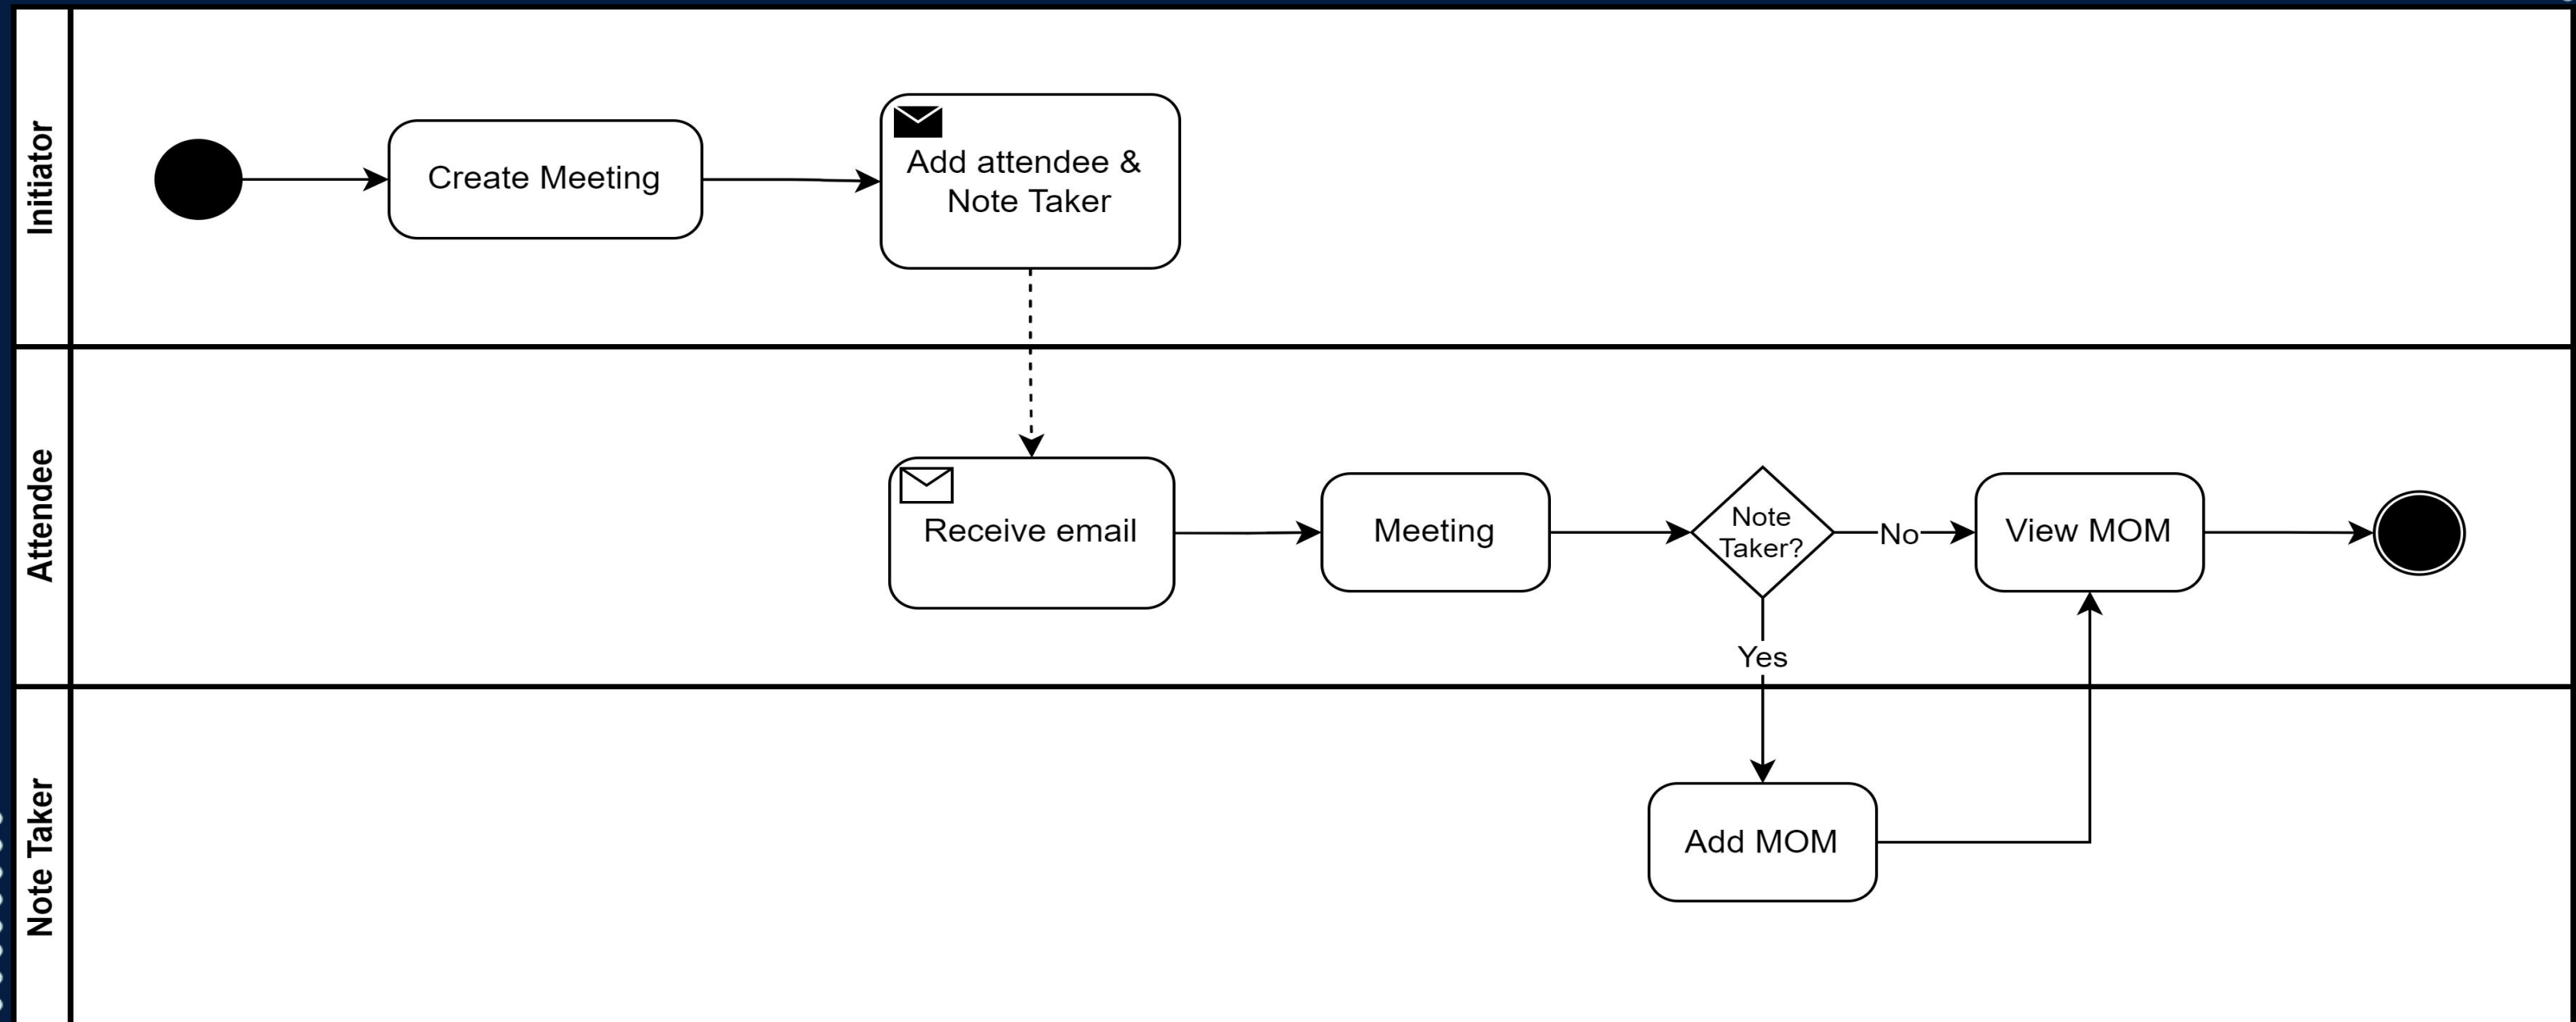 Initiator
Create Meeting
Add attendee &
Note Taker
Attendee
Receive email
Meeting
Note
Taker?
No
View MOM
Yes
Note Taker
Add MOM